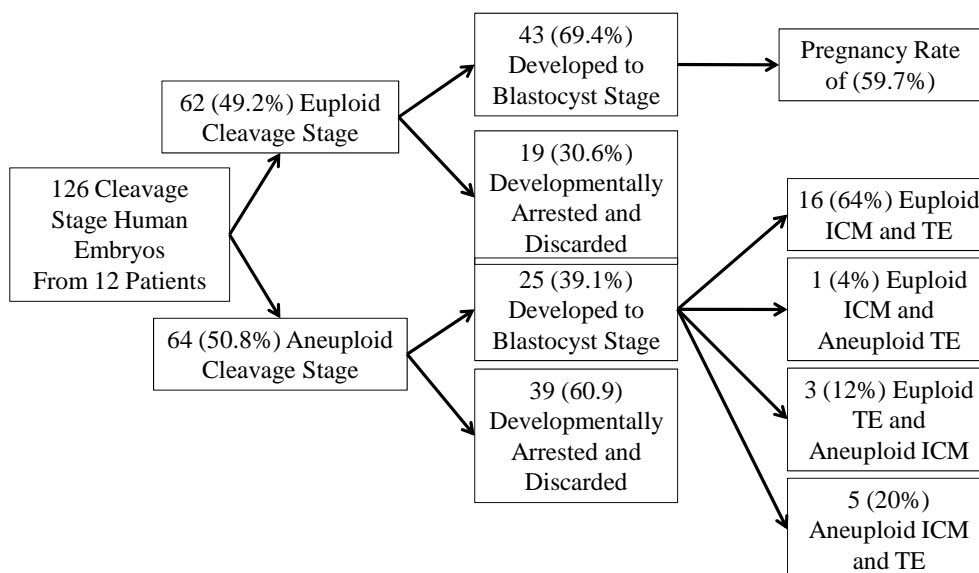 126 Cleavage
Stage Human
Embryos
From 12 Patients
62 (49.2%) Euploid
Cleavage Stage
64 (50.8%) Aneuploid
Cleavage Stage
43 (69.4%)
Developed to
Blastocyst Stage
19 (30.6%)
Developmentally
Arrested and
Discarded
25 (39.1%)
Developed to
Blastocyst Stage
39 (60.9)
Developmentally
Arrested and
Discarded
Pregnancy Rate
of (59.7%)
16 (64%) Euploid
ICM and TE
1 (4%) Euploid
ICM and
Aneuploid TE
3 (12%) Euploid
TE and
Aneuploid ICM
5 (20%)
Aneuploid ICM
and TE